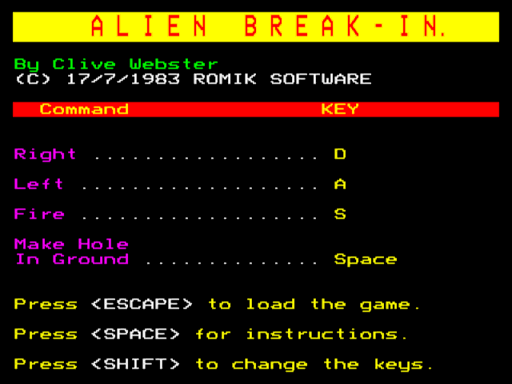 ALIEN BREAK-IN.
By Clive Webster
(C) 17/7/1983 ROMIK SOFTWARE
Command KEY
Right .................. D
Left .................... A
Fire ................... S
Make Hole
In Ground .............. Space
Press <ESCAPE> to load the game.
Press <SPACE> for instructions.
Press <SHIFT> to change the keys.